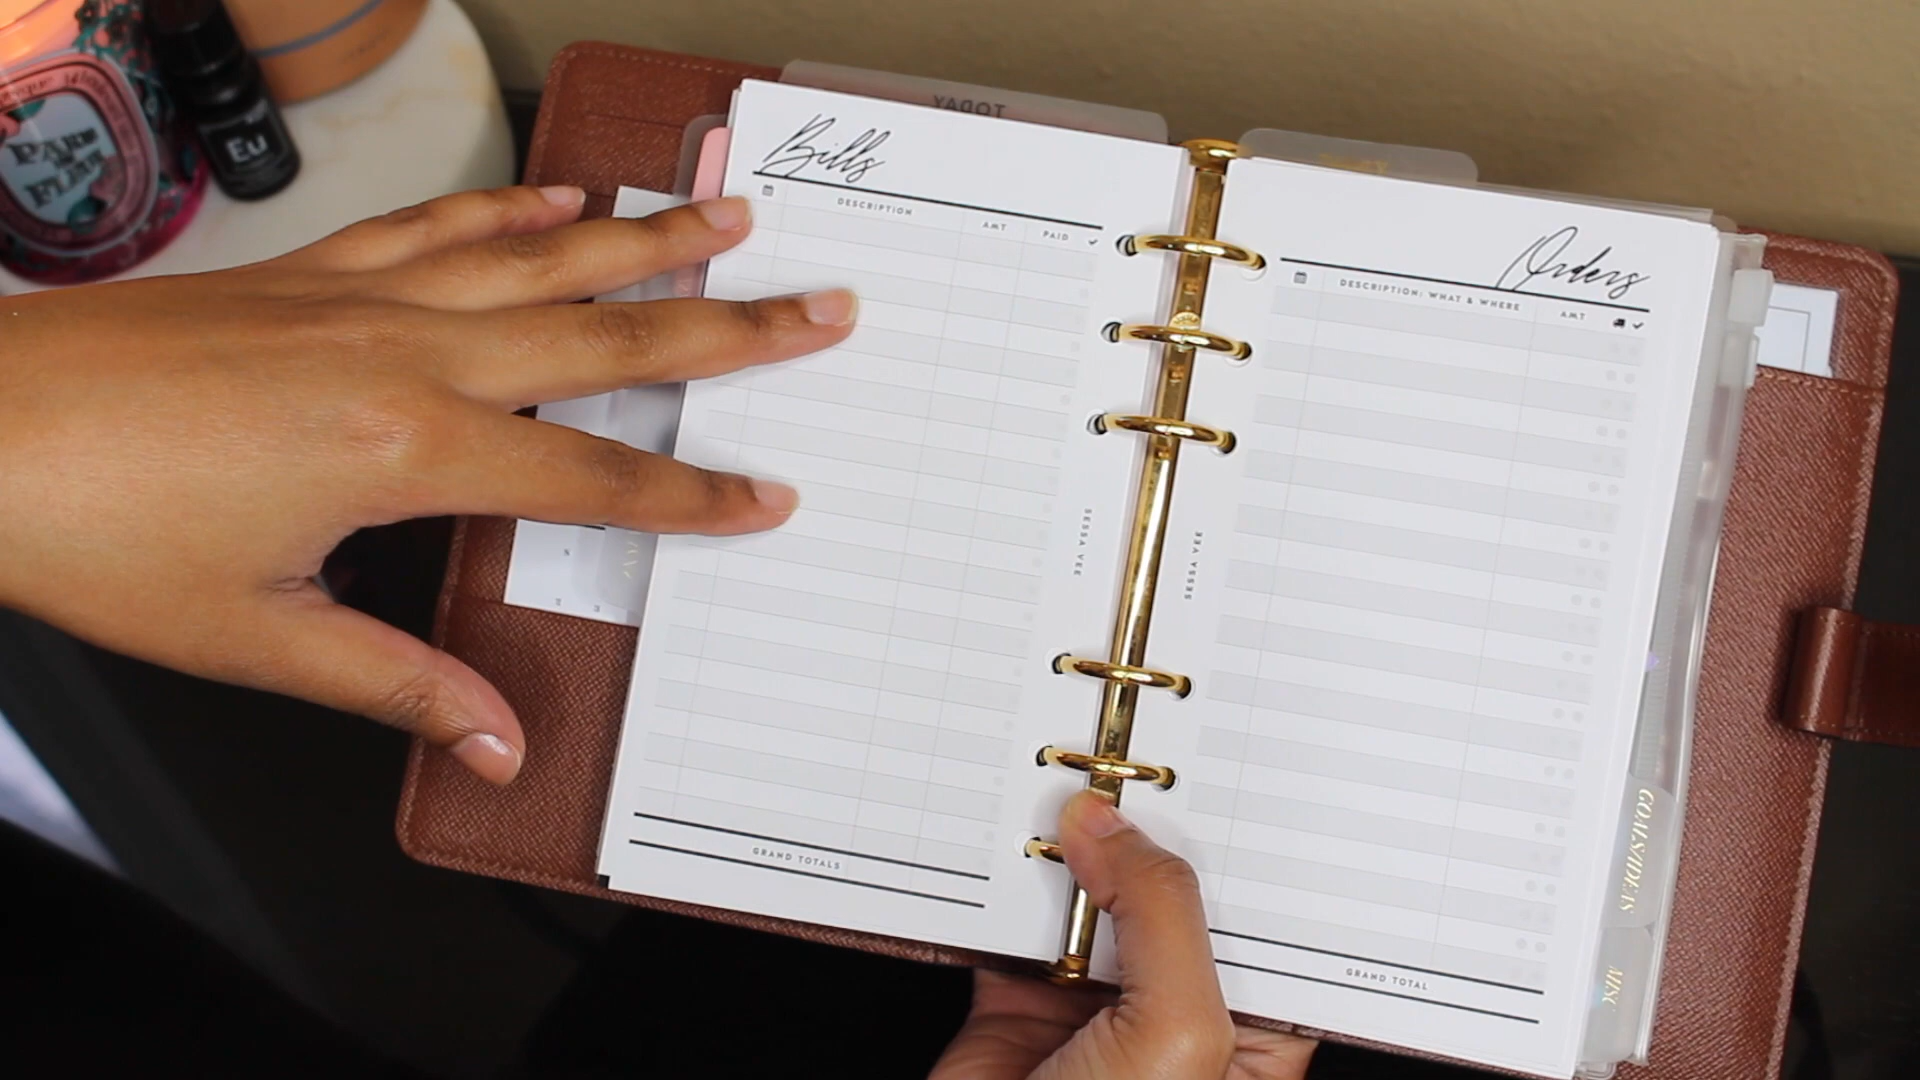 TODAY
Bills
DESCRIPTION AMT PAID
SESSA VEE
GRAND TOTALS
Orders
DESCRIPTION: WHAT & WHERE AMT
SESSA VEE
GRAND TOTAL
GOALS/IDEAS
MISC
Eu